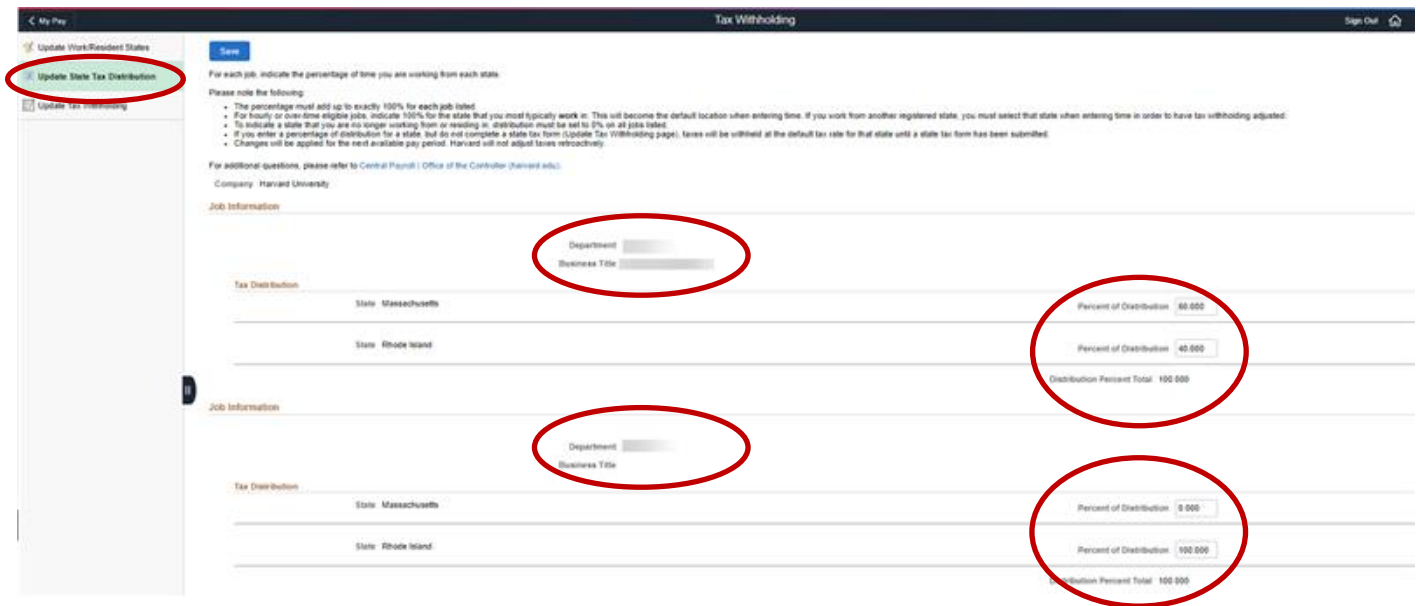 My Pay
Tax Withholding
Sign Out
Update Work/Resident States
Update State Tax Distribution
Update Tax Withholding
Save
For each job, indicate the percentage of time you are working from each state.
Please note the following:
The percentage must add up to exactly 100% for each job listed.
For hourly or over-time eligible jobs, indicate 100% for the state that you most typically work in. This will become the default location when entering time. If you work from another registered state, you must select that state when entering time in order to have tax withholding adjusted.
To indicate a state that you are no longer working from or residing in, distribution must be set to 0% on all jobs listed.
If you enter a percentage of distribution for a state, but do not complete a state tax form (Update Tax Withholding page), taxes will be withheld at the default tax rate for that state until a state tax form has been submitted.
Changes will be applied for the next available pay period. Harvard will not adjust taxes retroactively.
For additional questions, please refer to Central Payroll | Office of the Controller (harvard.edu).
Company Harvard University
Job Information
Department
Business Title
Tax Distribution
State Massachusetts Percent of Distribution 60.000
State Rhode Island Percent of Distribution 40.000
Distribution Percent Total 100.000
Job Information
Department
Business Title
Tax Distribution
State Massachusetts Percent of Distribution 0.000
State Rhode Island Percent of Distribution 100.000
Distribution Percent Total 100.000